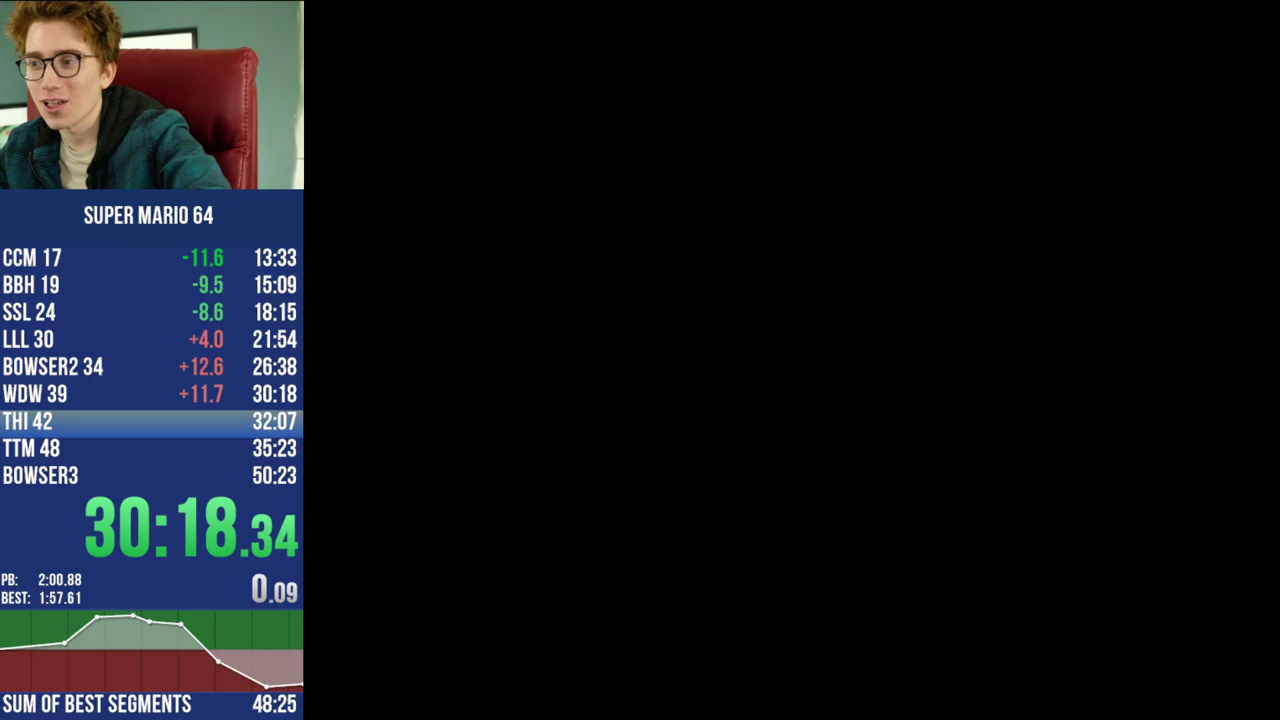 SUPER MARIO 64
CCM 17 -11.6 13:33
BBH 19 -9.5 15:09
SSL 24 -8.6 18:15
LLL 30 +4.0 21:54
BOWSER2 34 +12.6 26:38
WDW 39 +11.7 30:18
THI 42 32:07
TTM 48 35:23
BOWSER3 50:23
30:18.34
PB: 2:00.88
BEST: 1:57.61
0.09
SUM OF BEST SEGMENTS 48:25